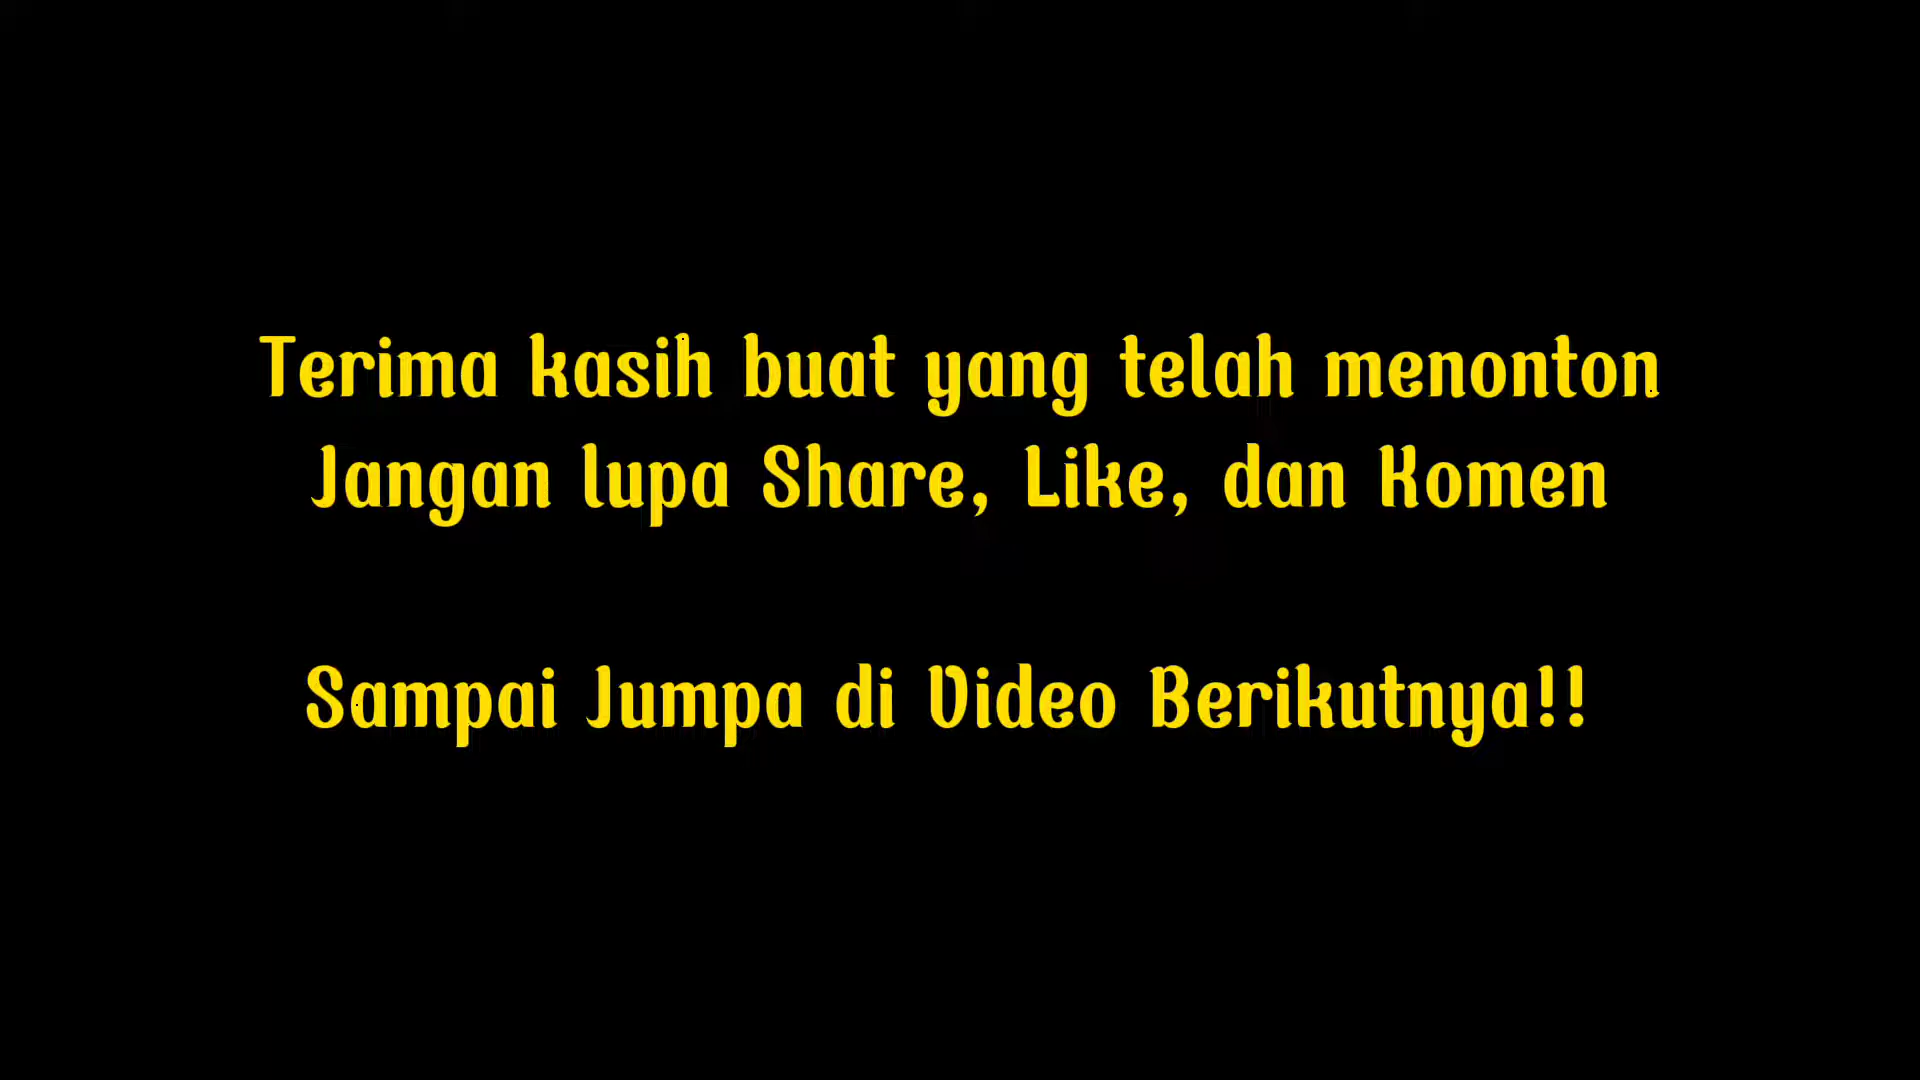 Terima kasih buat yang telah menonton
Jangan lupa Share, Like, dan Komen
Sampai Jumpa di Video Berikutnya!!